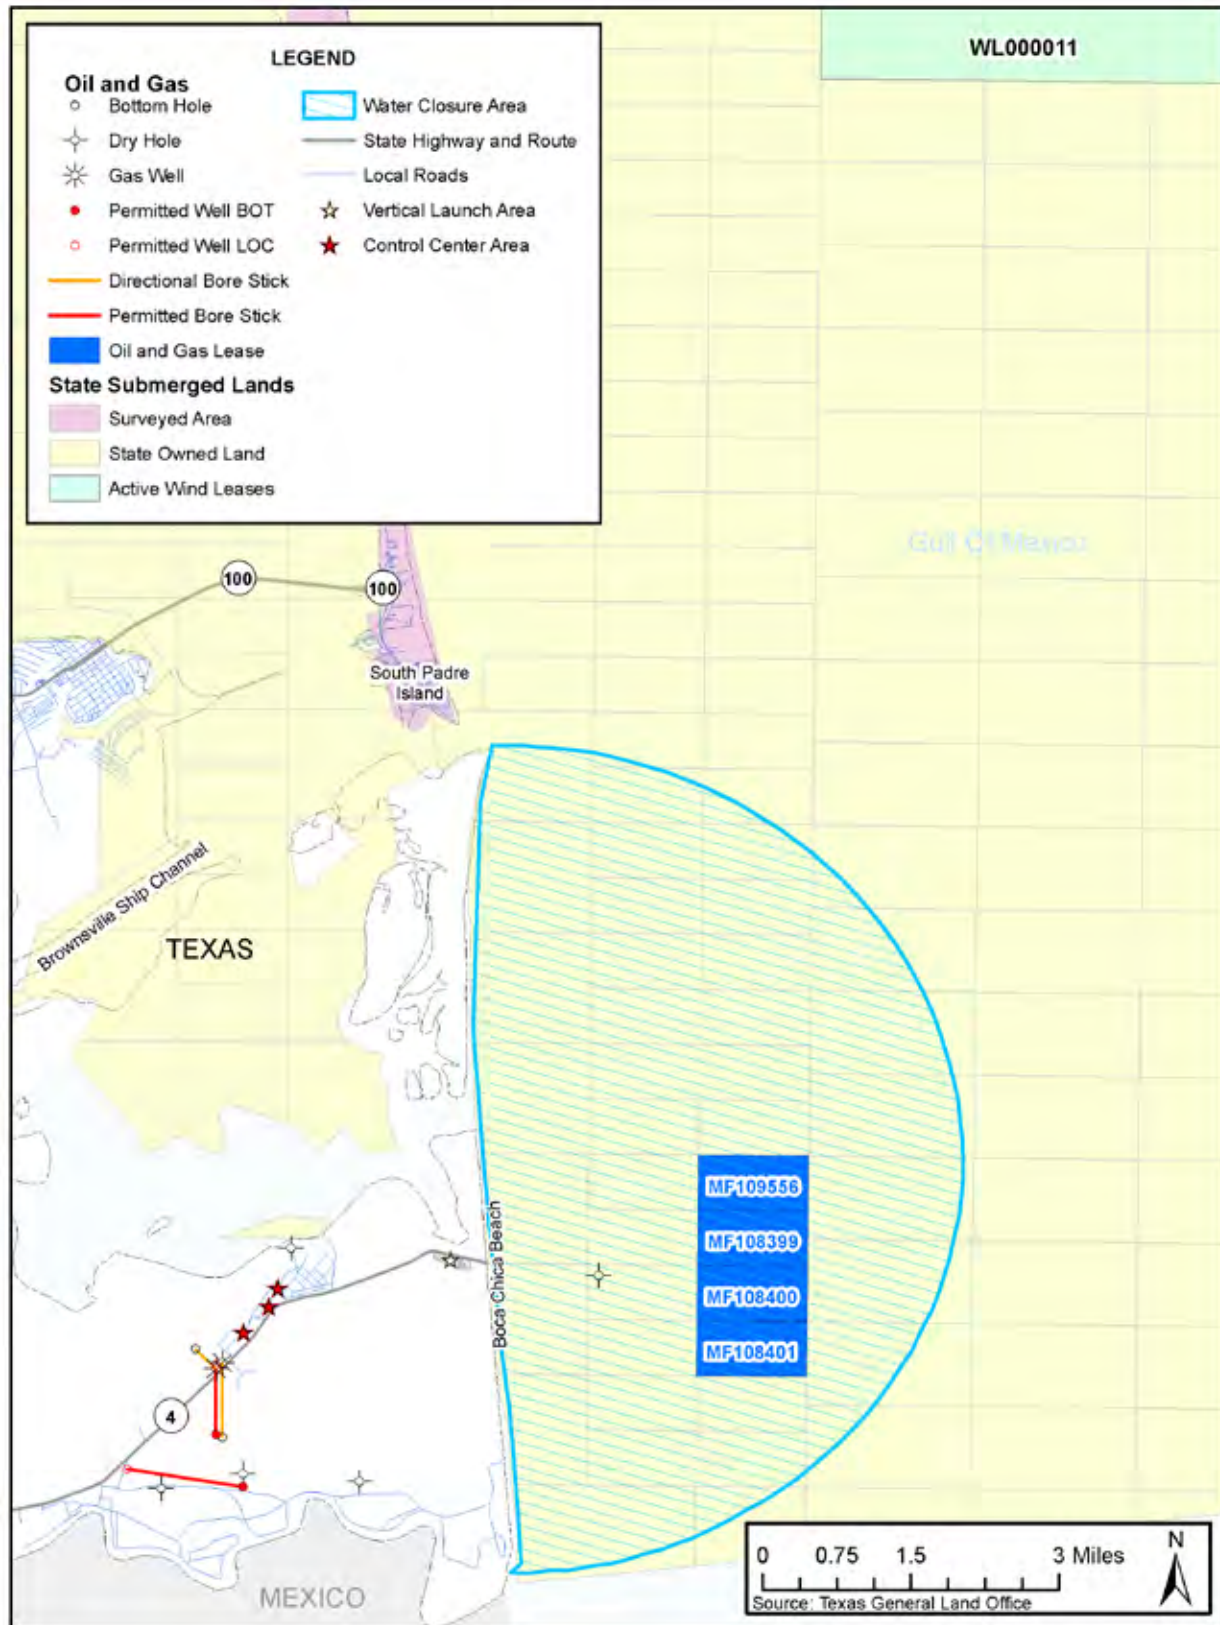 WL000011
LEGEND
Oil and Gas
Bottom Hole
Dry Hole
Gas Well
Permitted Well BOT
Permitted Well LOC
Directional Bore Stick
Permitted Bore Stick
Oil and Gas Lease
State Submerged Lands
Surveyed Area
State Owned Land
Active Wind Leases
Water Closure Area
State Highway and Route
Local Roads
Vertical Launch Area
Control Center Area
Gulf Of Mexico
100
100
South Padre
Island
Brownsville Ship Channel
TEXAS
Boca Chica Beach
MF109556
MF108399
MF108400
MF108401
4
MEXICO
0 0.75 1.5 3 Miles
N
Source: Texas General Land Office